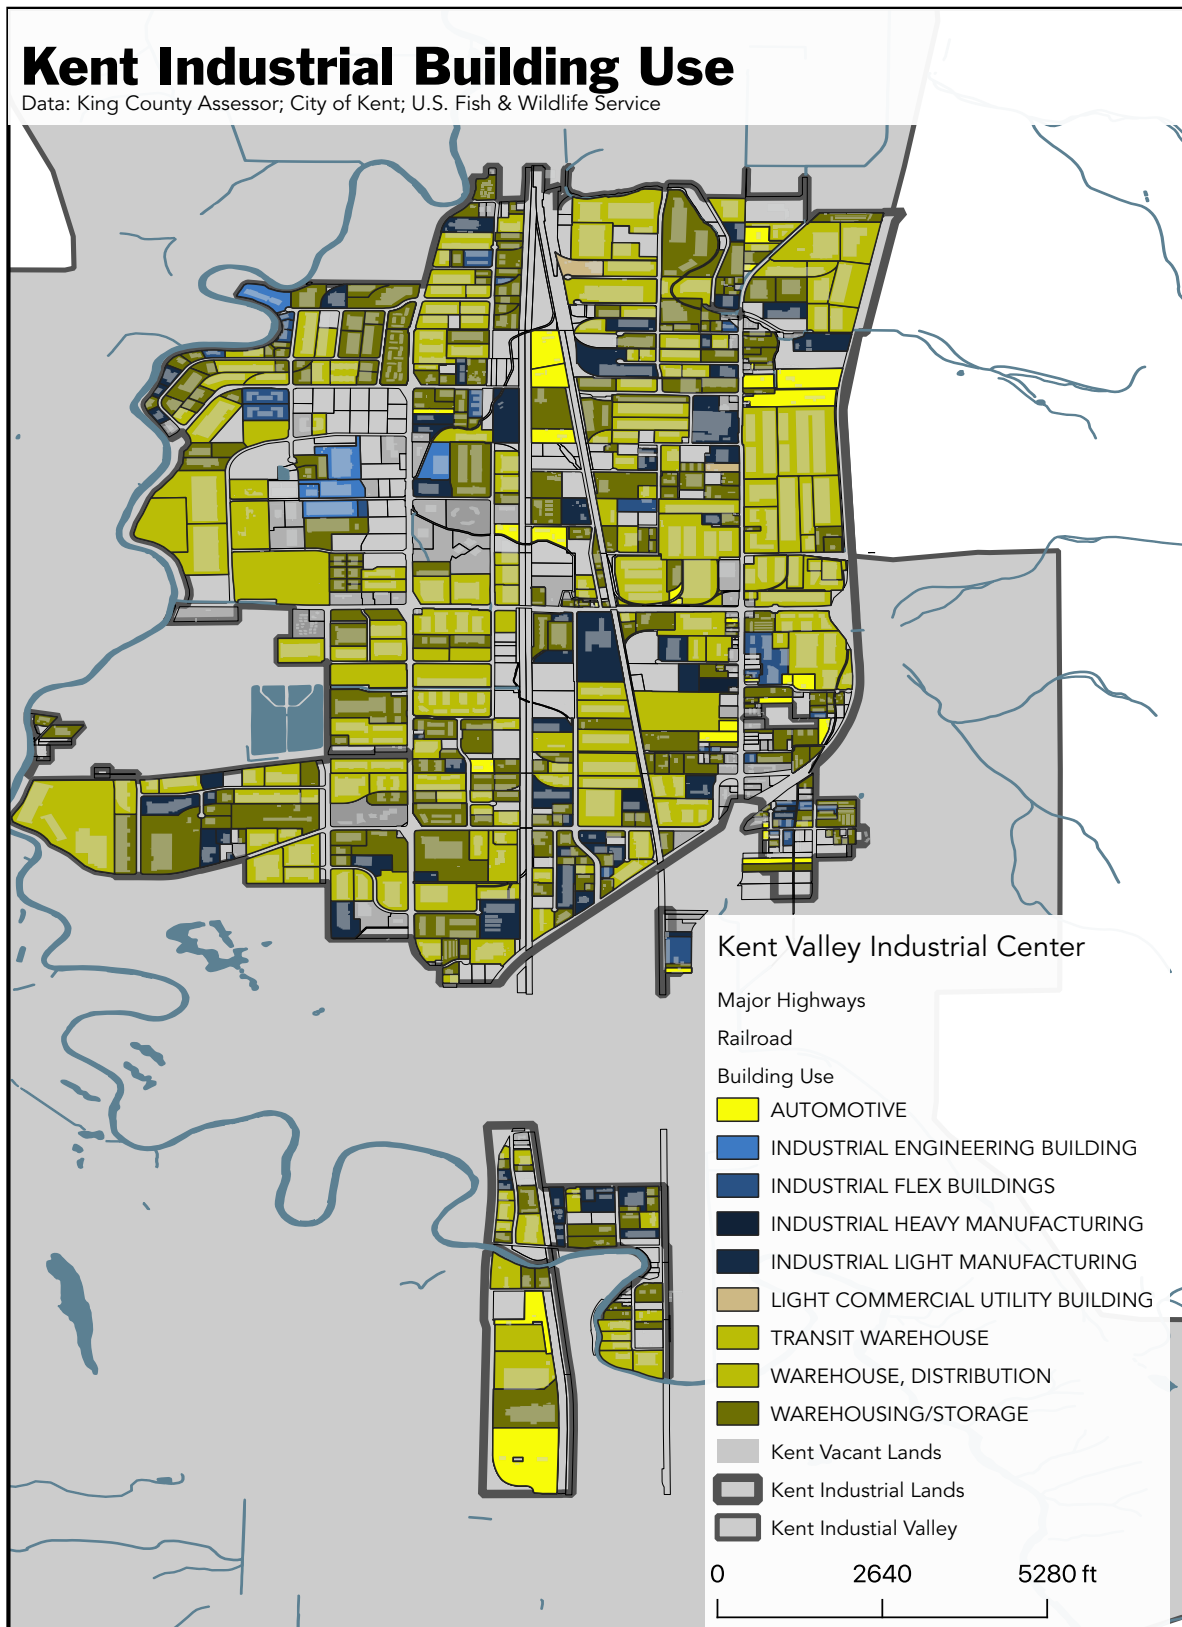 Kent Industrial Building Use
Data: King County Assessor; City of Kent; U.S. Fish & Wildlife Service
Kent Valley Industrial Center
Major Highways
Railroad
Building Use
AUTOMOTIVE
INDUSTRIAL ENGINEERING BUILDING
INDUSTRIAL FLEX BUILDINGS
INDUSTRIAL HEAVY MANUFACTURING
INDUSTRIAL LIGHT MANUFACTURING
LIGHT COMMERCIAL UTILITY BUILDING
TRANSIT WAREHOUSE
WAREHOUSE, DISTRIBUTION
WAREHOUSING/STORAGE
Kent Vacant Lands
Kent Industrial Lands
Kent Industial Valley
0 2640 5280 ft